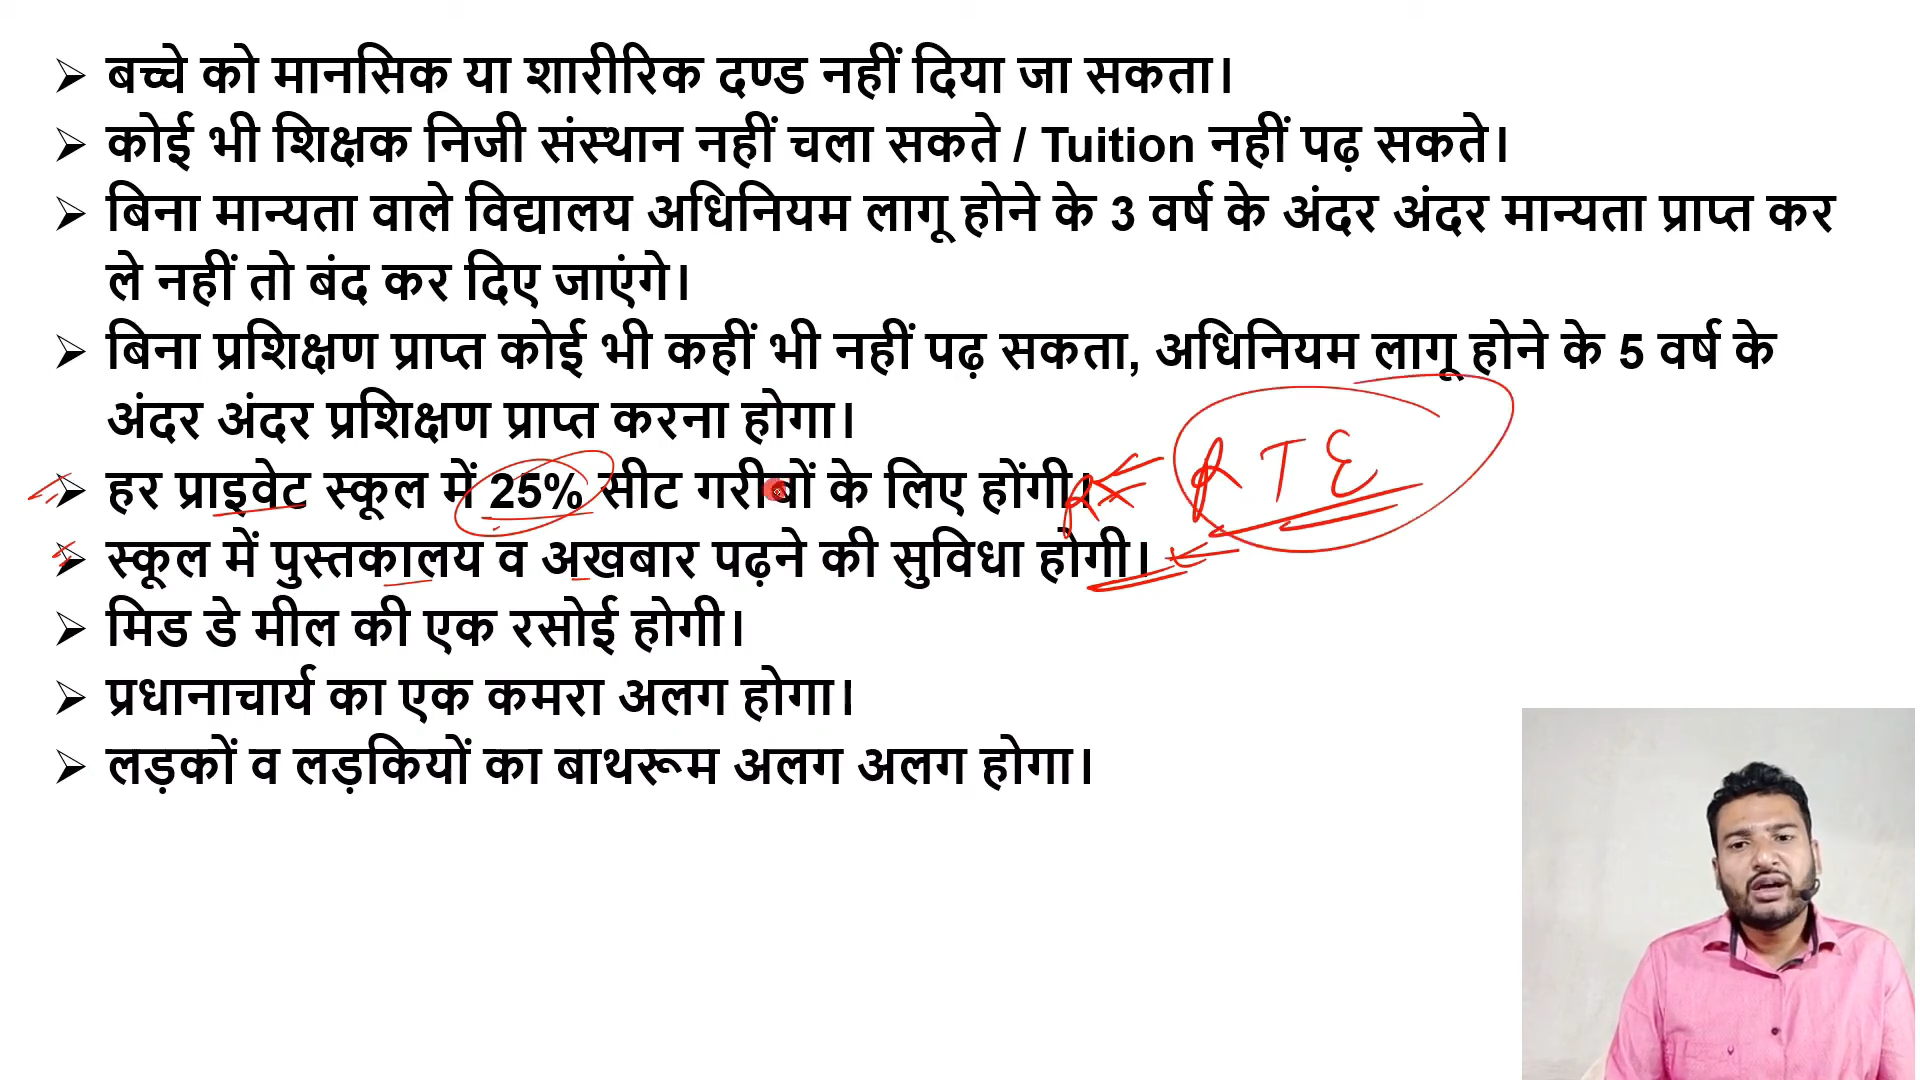 ➢ बच्चे को मानसिक या शारीरिक दण्ड नहीं दिया जा सकता।
➢ कोई भी शिक्षक निजी संस्थान नहीं चला सकते / Tuition नहीं पढ़ सकते।
➢ बिना मान्यता वाले विद्यालय अधिनियम लागू होने के 3 वर्ष के अंदर अंदर मान्यता प्राप्त कर
ले नहीं तो बंद कर दिए जाएंगे।
➢ बिना प्रशिक्षण प्राप्त कोई भी कहीं भी नहीं पढ़ सकता, अधिनियम लागू होने के 5 वर्ष के
अंदर अंदर प्रशिक्षण प्राप्त करना होगा।
➢ हर प्राइवेट स्कूल में 25% सीट गरीबों के लिए होंगी।
RTE
➢ स्कूल में पुस्तकालय व अखबार पढ़ने की सुविधा होगी।
➢ मिड डे मील की एक रसोई होगी।
➢ प्रधानाचार्य का एक कमरा अलग होगा।
➢ लड़कों व लड़कियों का बाथरूम अलग अलग होगा।